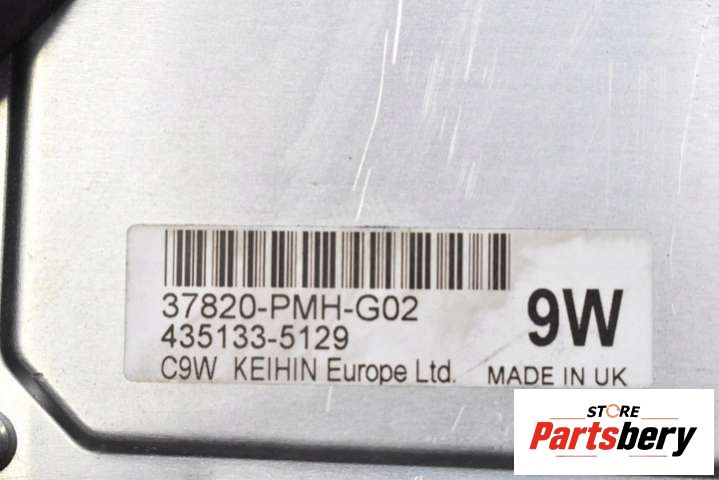 37820-PMH-G02
435133-5129
9W
C9W KEIHIN Europe Ltd. MADE IN UK
STORE
Partsbery